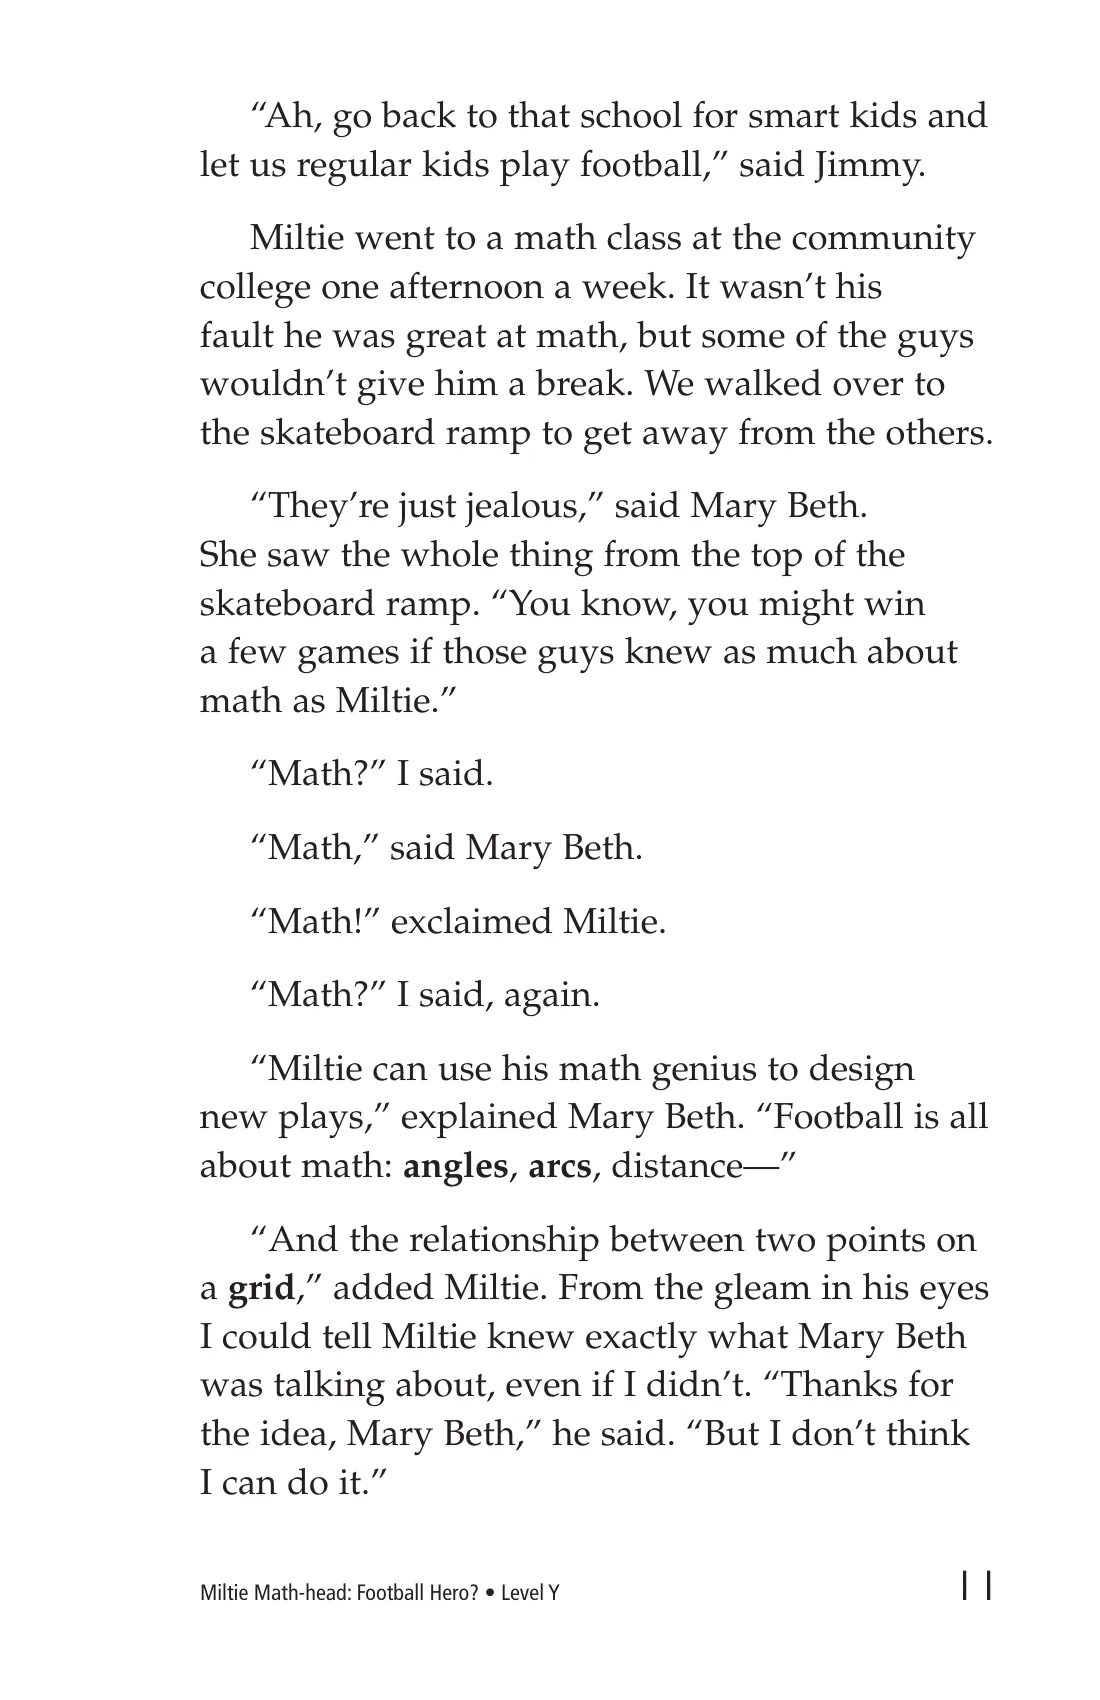 “Ah, go back to that school for smart kids and
let us regular kids play football,” said Jimmy.
Miltie went to a math class at the community
college one afternoon a week. It wasn’t his
fault he was great at math, but some of the guys
wouldn’t give him a break. We walked over to
the skateboard ramp to get away from the others.
“They’re just jealous,” said Mary Beth.
She saw the whole thing from the top of the
skateboard ramp. “You know, you might win
a few games if those guys knew as much about
math as Miltie.”
“Math?” I said.
“Math,” said Mary Beth.
“Math!” exclaimed Miltie.
“Math?” I said, again.
“Miltie can use his math genius to design
new plays,” explained Mary Beth. “Football is all
about math: angles, arcs, distance—”
“And the relationship between two points on
a grid,” added Miltie. From the gleam in his eyes
I could tell Miltie knew exactly what Mary Beth
was talking about, even if I didn’t. “Thanks for
the idea, Mary Beth,” he said. “But I don’t think
I can do it.”
Miltie Math-head: Football Hero? • Level Y
11